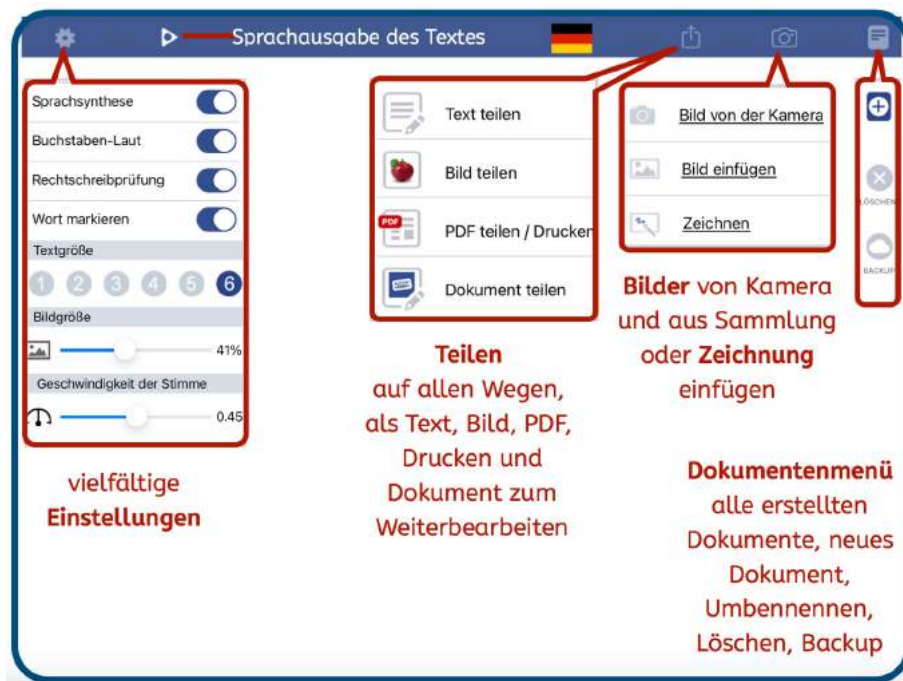 Sprachausgabe des Textes
Sprachsynthese
Buchstaben-Laut
Rechtschreibprüfung
Wort markieren
Textgröße
1 2 3 4 5 6
Bildgröße
41%
Geschwindigkeit der Stimme
0.45
vielfältige
Einstellungen
Text teilen
Bild teilen
PDF
PDF teilen / Drucken
Dokument teilen
Teilen
auf allen Wegen,
als Text, Bild, PDF,
Drucken und
Dokument zum
Weiterbearbeiten
Bild von der Kamera
Bild einfügen
Zeichnen
Bilder von Kamera
und aus Sammlung
oder Zeichnung
einfügen
LÖSCHEN
BACKUP
Dokumentenmenü
alle erstellten
Dokumente, neues
Dokument,
Umbennennen,
Löschen, Backup